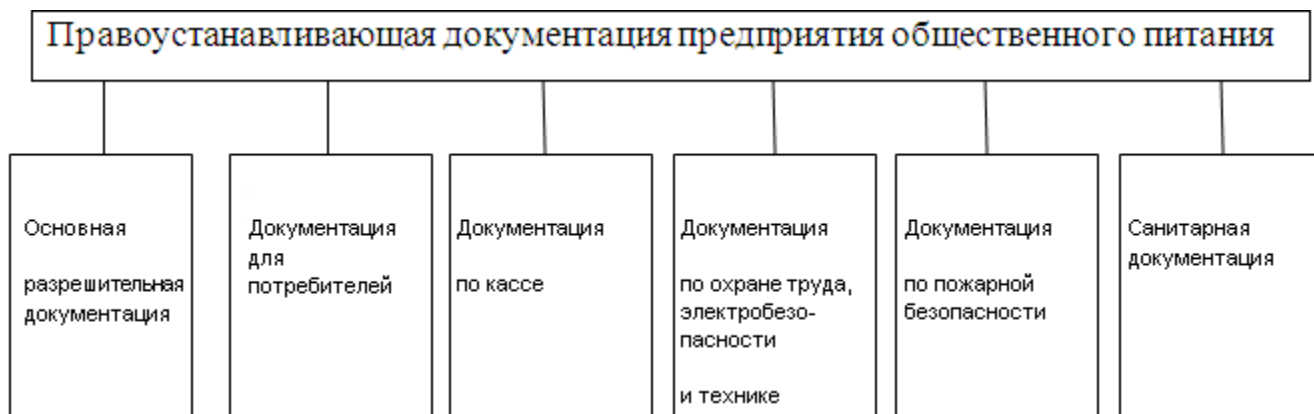 Правоустанавливающая документация предприятия общественного питания
Основная
разрешительная
документация
Документация
для
потребителей
Документация
по кассе
Документация
по охране труда,
электробезо-
пасности
и технике
Документация
по пожарной
безопасности
Санитарная
документация